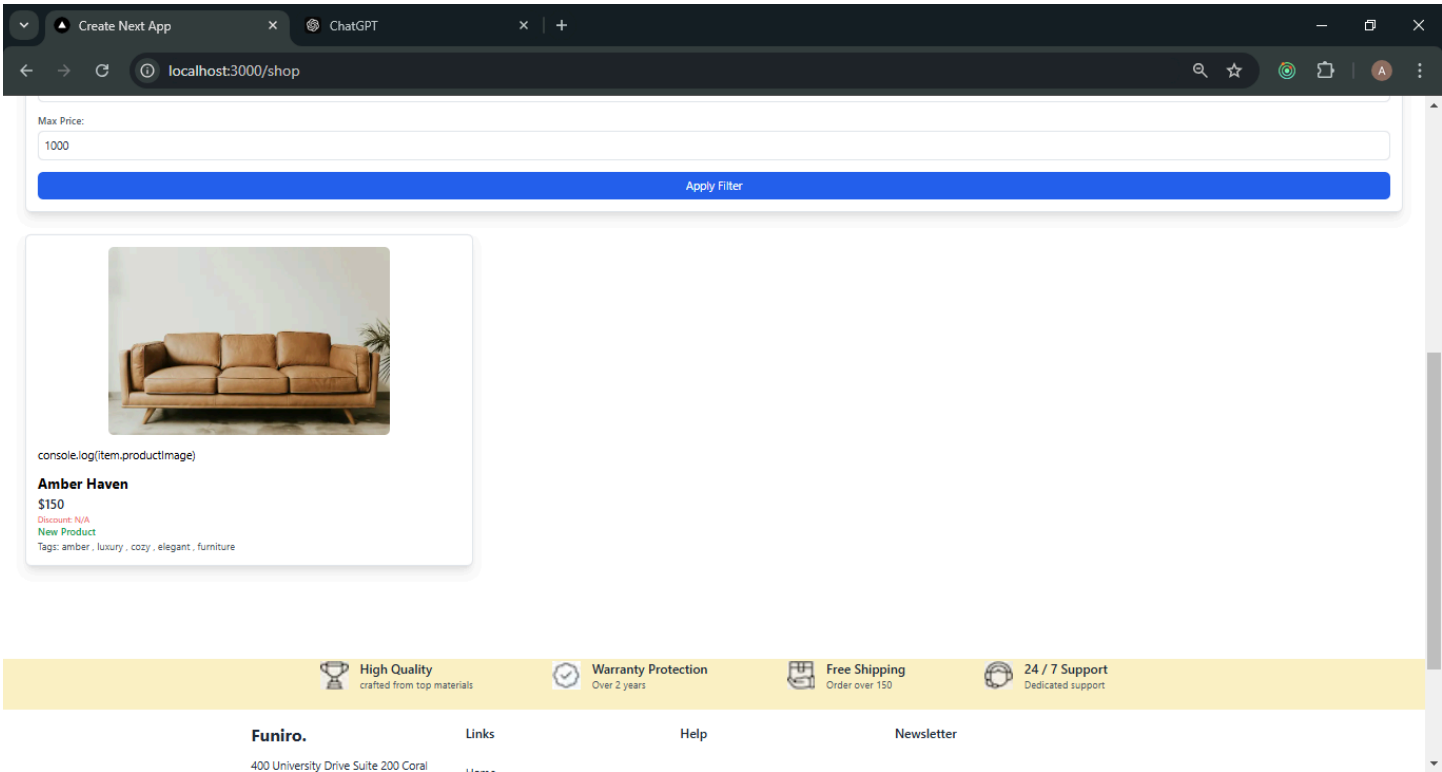 Create Next App
ChatGPT
localhost:3000/shop
A
Max Price:
1000
Apply Filter
console.log(item.productImage)
Amber Haven
$150
Discount: N/A
New Product
Tags: amber , luxury , cozy , elegant , furniture
High Quality
crafted from top materials
Warranty Protection
Over 2 years
Free Shipping
Order over 150
24 / 7 Support
Dedicated support
Funiro.
Links
Help
Newsletter
400 University Drive Suite 200 Coral
Home